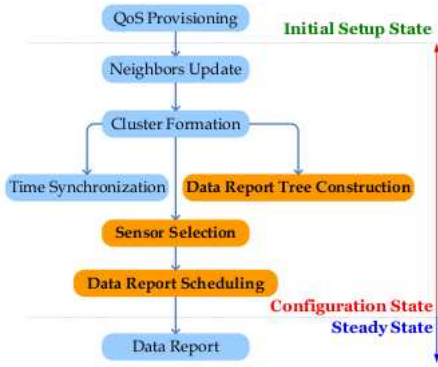 QoS Provisioning
Initial Setup State
Neighbors Update
Cluster Formation
Time Synchronization
Data Report Tree Construction
Sensor Selection
Data Report Scheduling
Configuration State
Steady State
Data Report